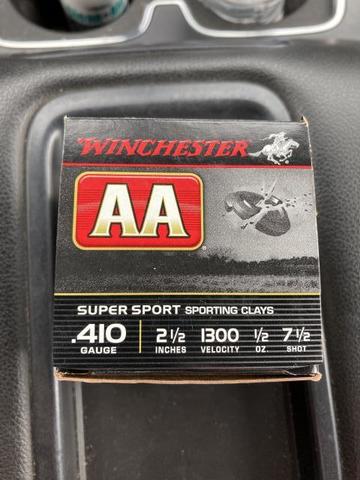 WINCHESTER
AA
SUPER SPORT SPORTING CLAYS
.410 2 1/2 1300 1/2 7 1/2
GAUGE INCHES VELOCITY OZ. SHOT